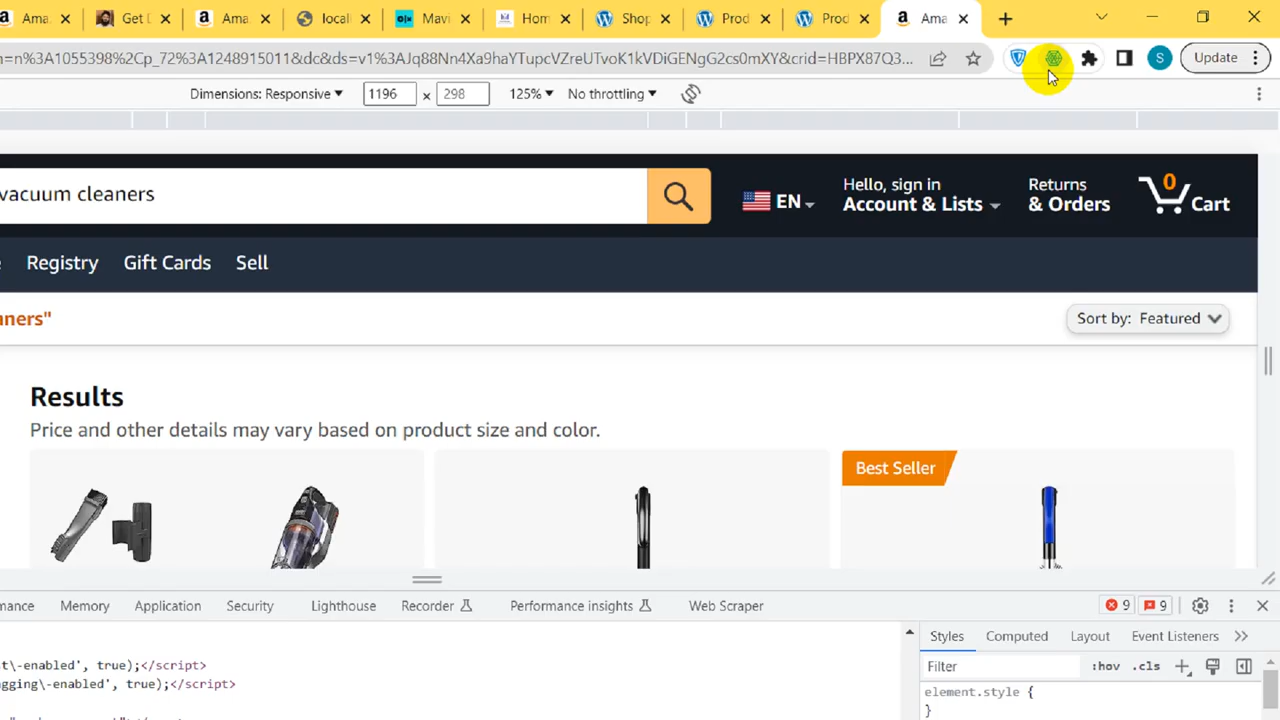 Ama. Get D Ama. locall Mavi Hom Shop Prod Prod Ama
=n%3A1055398%2Cp_72%3A1248915011&dc&ds=v1%3AJq88Nn4Xa9haYTupcVZreUTvoK1kVDiGENgG2cs0mXY&crid=HBPX87Q3... S Update
Dimensions: Responsive 1196 × 298 125% No throttling
vacuum cleaners
EN
Hello, sign in
Account & Lists
Returns
& Orders
0
Cart
Registry Gift Cards Sell
ners"
Sort by: Featured
Results
Price and other details may vary based on product size and color.
Best Seller
mance Memory Application Security Lighthouse Recorder Performance insights Web Scraper 9 9
Styles Computed Layout Event Listeners
t\-enabled', true);</script>
Filter :hov .cls
gging\-enabled', true);</script>
element.style {
}